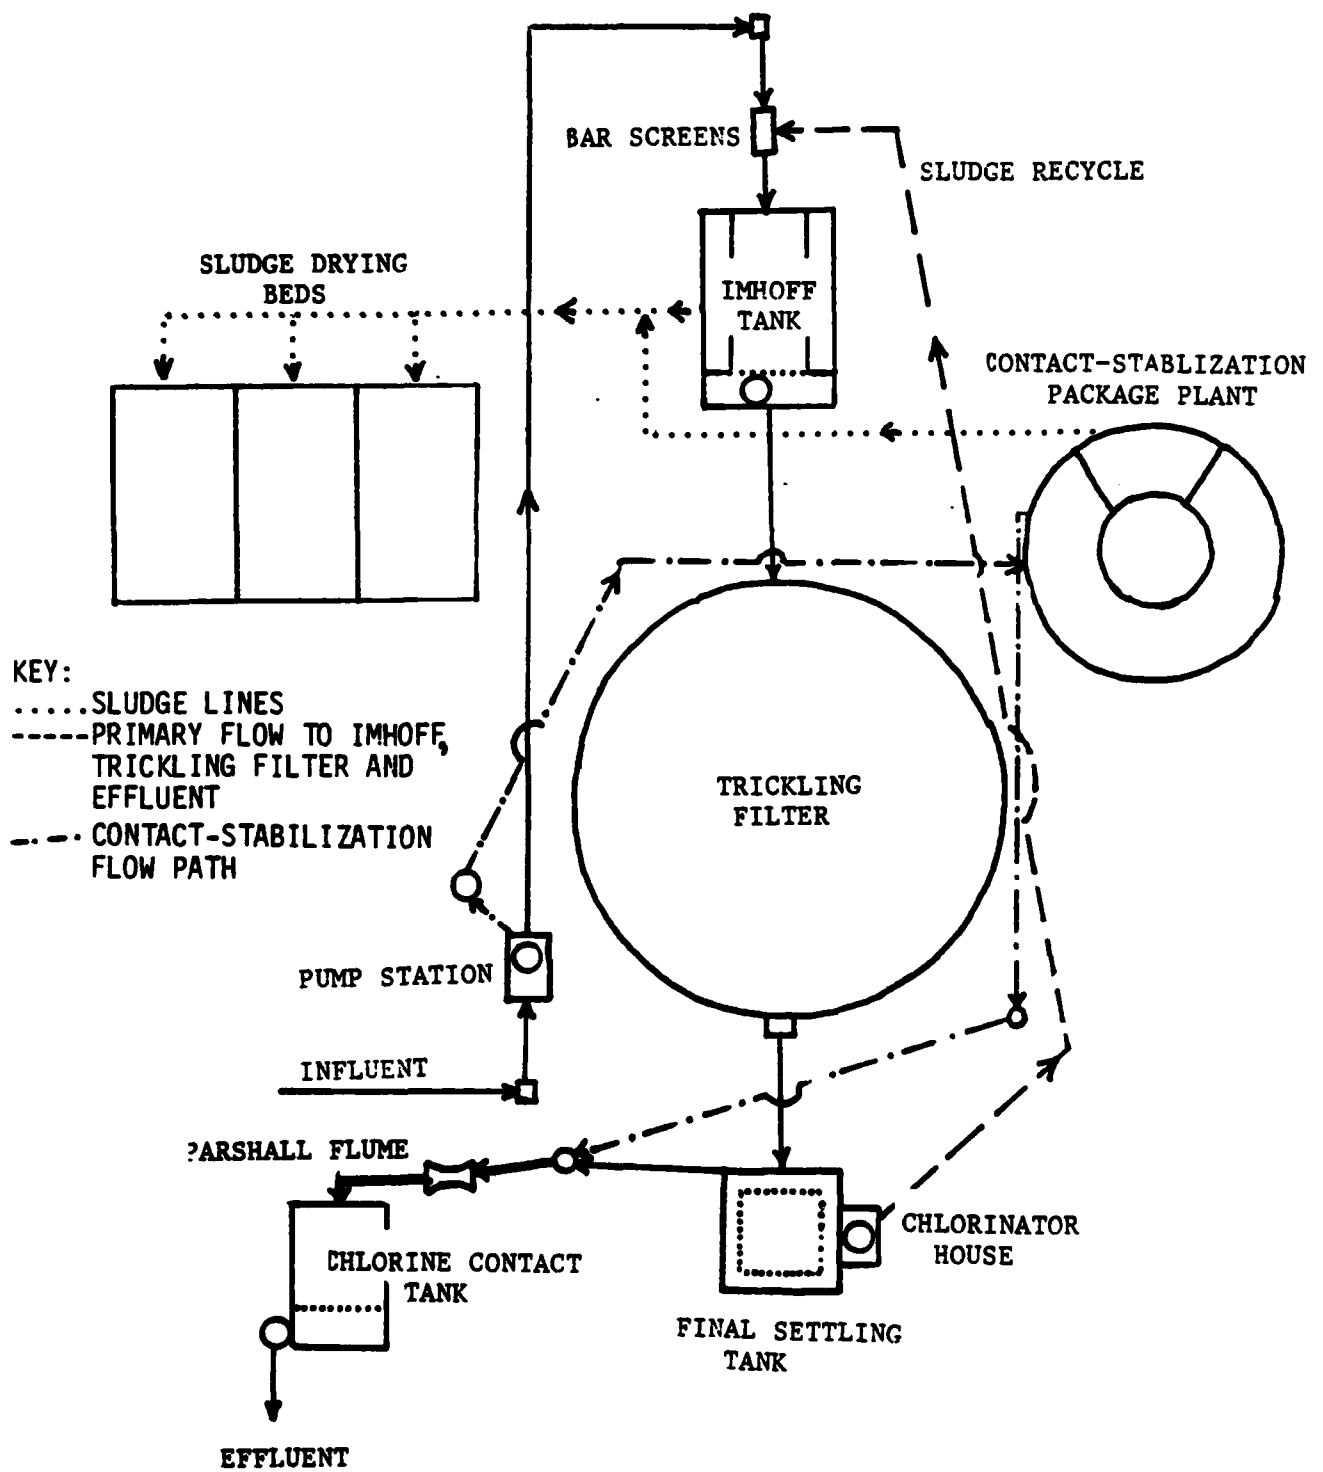 BAR SCREENS
SLUDGE RECYCLE
SLUDGE DRYING
BEDS
IMHOFF
TANK
CONTACT-STABLIZATION
PACKAGE PLANT
KEY:
.....SLUDGE LINES
-----PRIMARY FLOW TO IMHOFF,
TRICKLING FILTER AND
EFFLUENT
-.-. CONTACT-STABILIZATION
FLOW PATH
TRICKLING
FILTER
PUMP STATION
INFLUENT
PARSHALL FLUME
CHLORINATOR
HOUSE
CHLORINE CONTACT
TANK
FINAL SETTLING
TANK
EFFLUENT